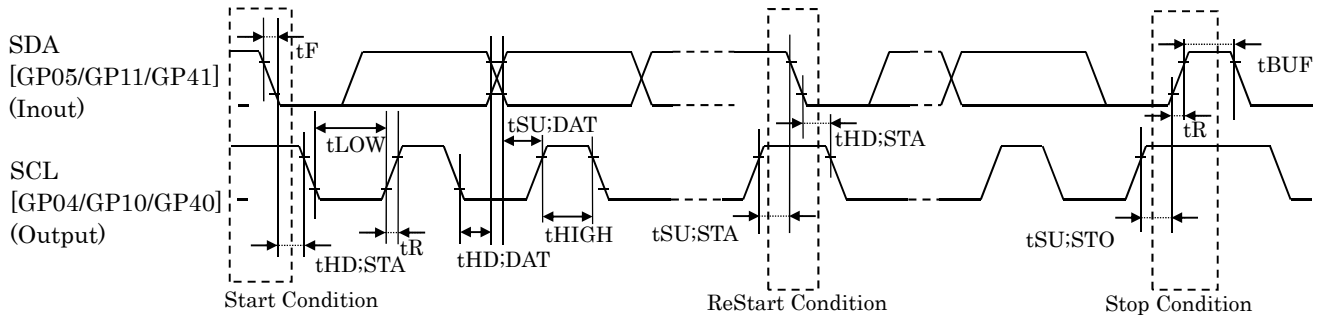 SDA
[GP05/GP11/GP41]
(Inout)
tF
tBUF
tSU;DAT
tHD;STA
tR
tLOW
SCL
[GP04/GP10/GP40]
(Output)
tHD;STA
tR
tHD;DAT
tHIGH
tSU;STA
tSU;STO
Start Condition
ReStart Condition
Stop Condition